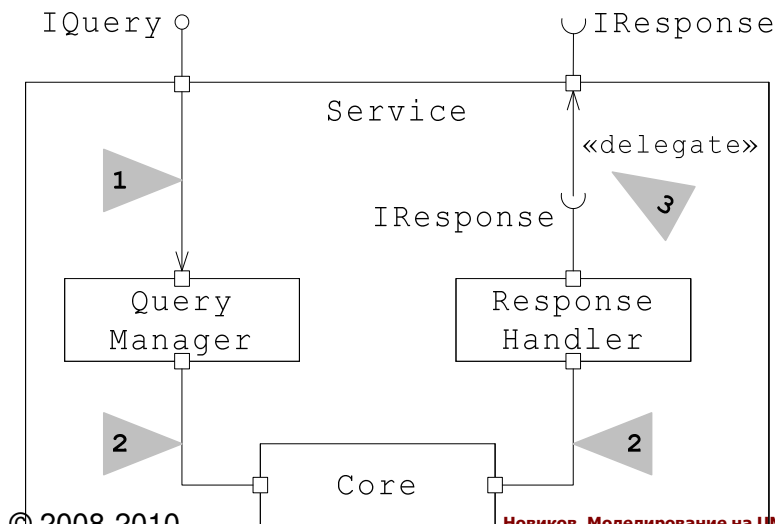 IQuery
IResponse
Service
«delegate»
1
3
IResponse
Query
Manager
Response
Handler
2
2
Core
© 2008-2010
Новиков. Моделирование на